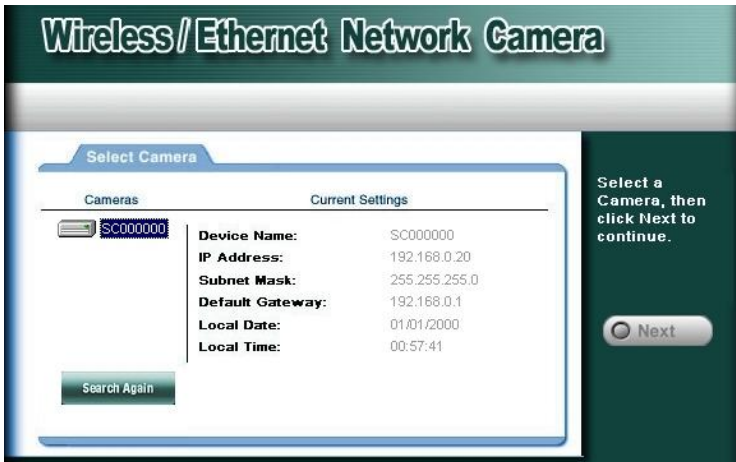 Wireless/Ethernet Network Camera
Select Camera
Cameras
Current Settings
SC000000
Device Name: SC000000
IP Address: 192.168.0.20
Subnet Mask: 255.255.255.0
Default Gateway: 192.168.0.1
Local Date: 01/01/2000
Local Time: 00:57:41
Search Again
Select a
Camera, then
click Next to
continue.
Next